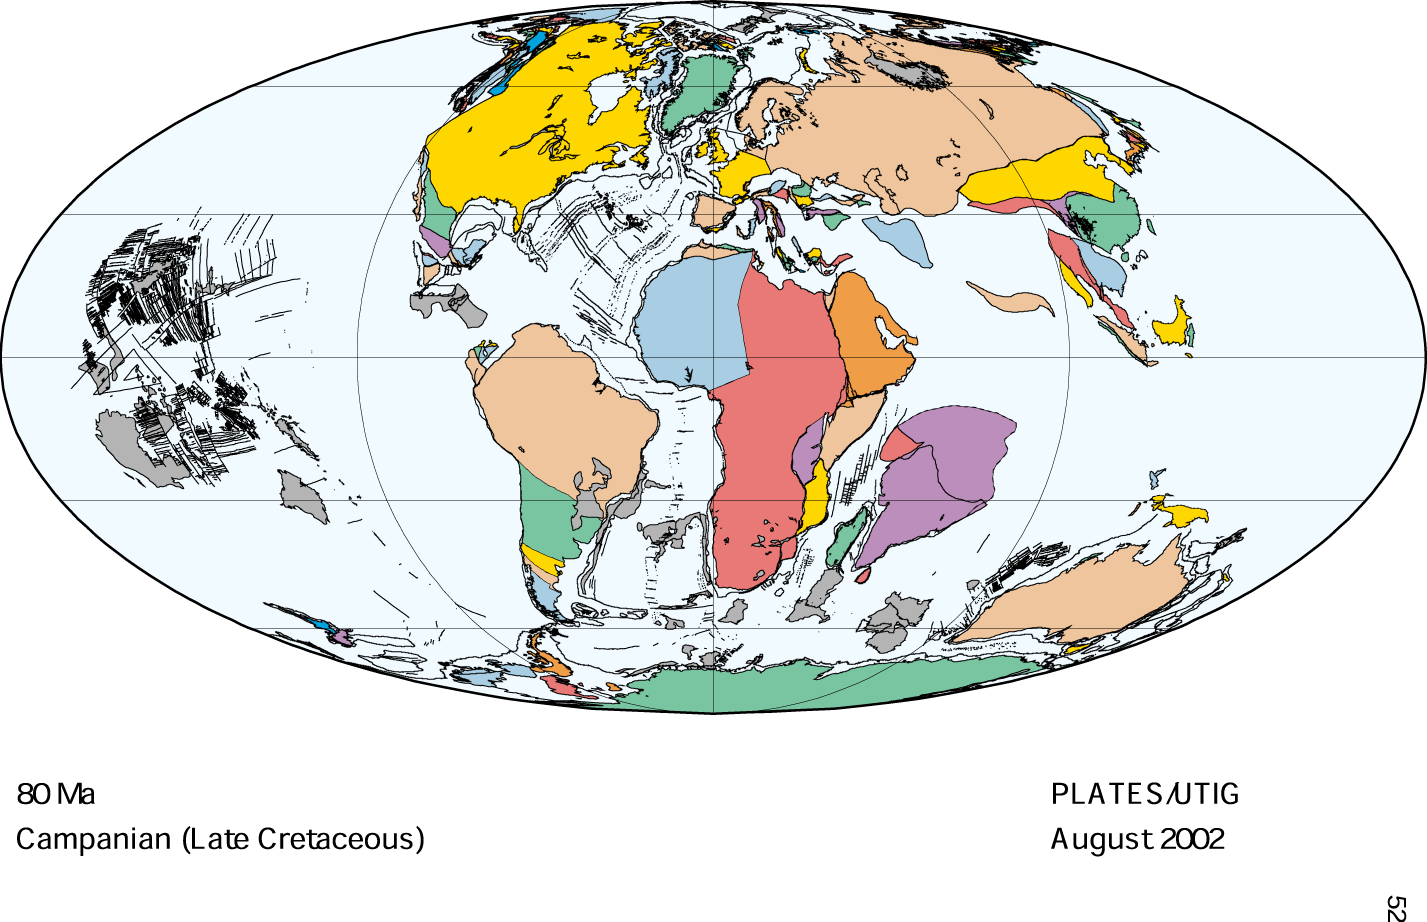 80 Ma
Campanian (Late Cretaceous)
PLATES/UTIG
August 2002
52